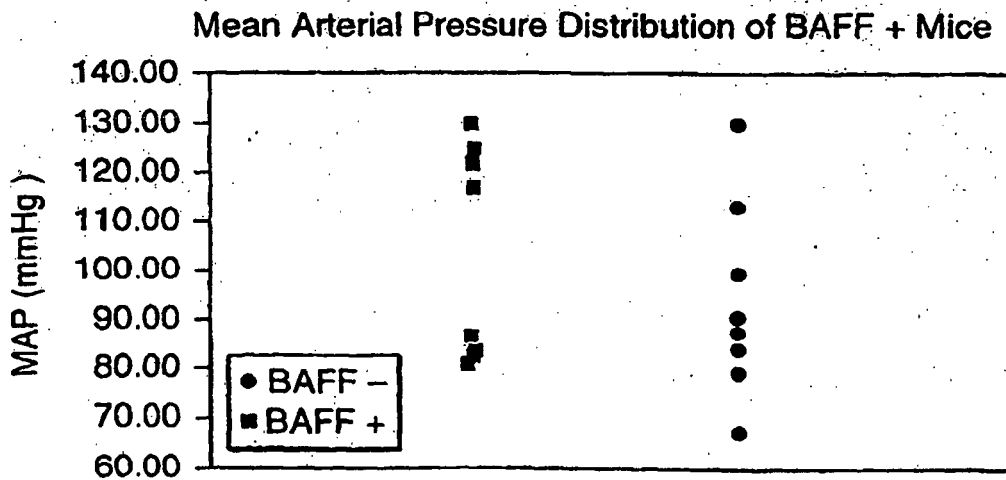 Mean Arterial Pressure Distribution of BAFF + Mice
140.00
130.00
120.00
110.00
100.00
90.00
80.00
70.00
60.00
MAP (mmHg)
BAFF –
BAFF +